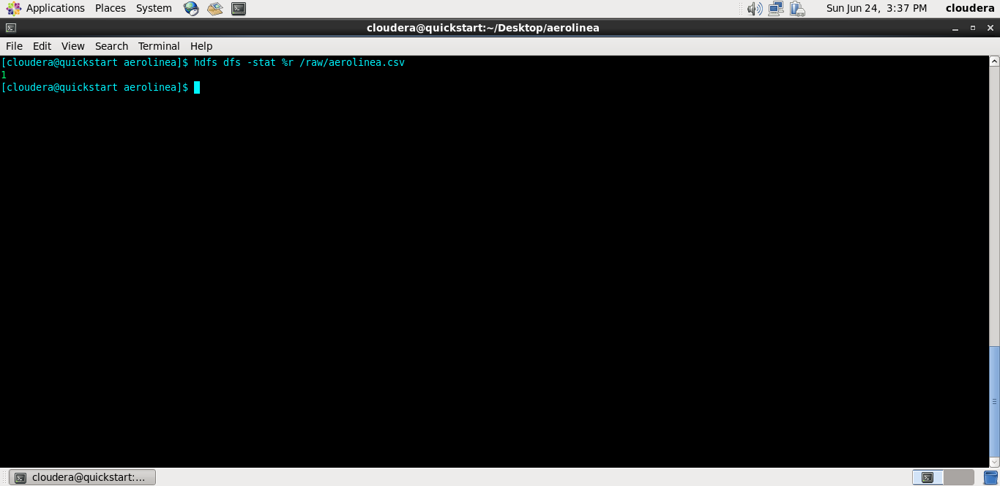 Applications Places System Sun Jun 24, 3:37 PM cloudera
cloudera@quickstart:~/Desktop/aerolinea
File Edit View Search Terminal Help
[cloudera@quickstart aerolinea]$ hdfs dfs -stat %r /raw/aerolinea.csv
1
[cloudera@quickstart aerolinea]$
cloudera@quickstart:...